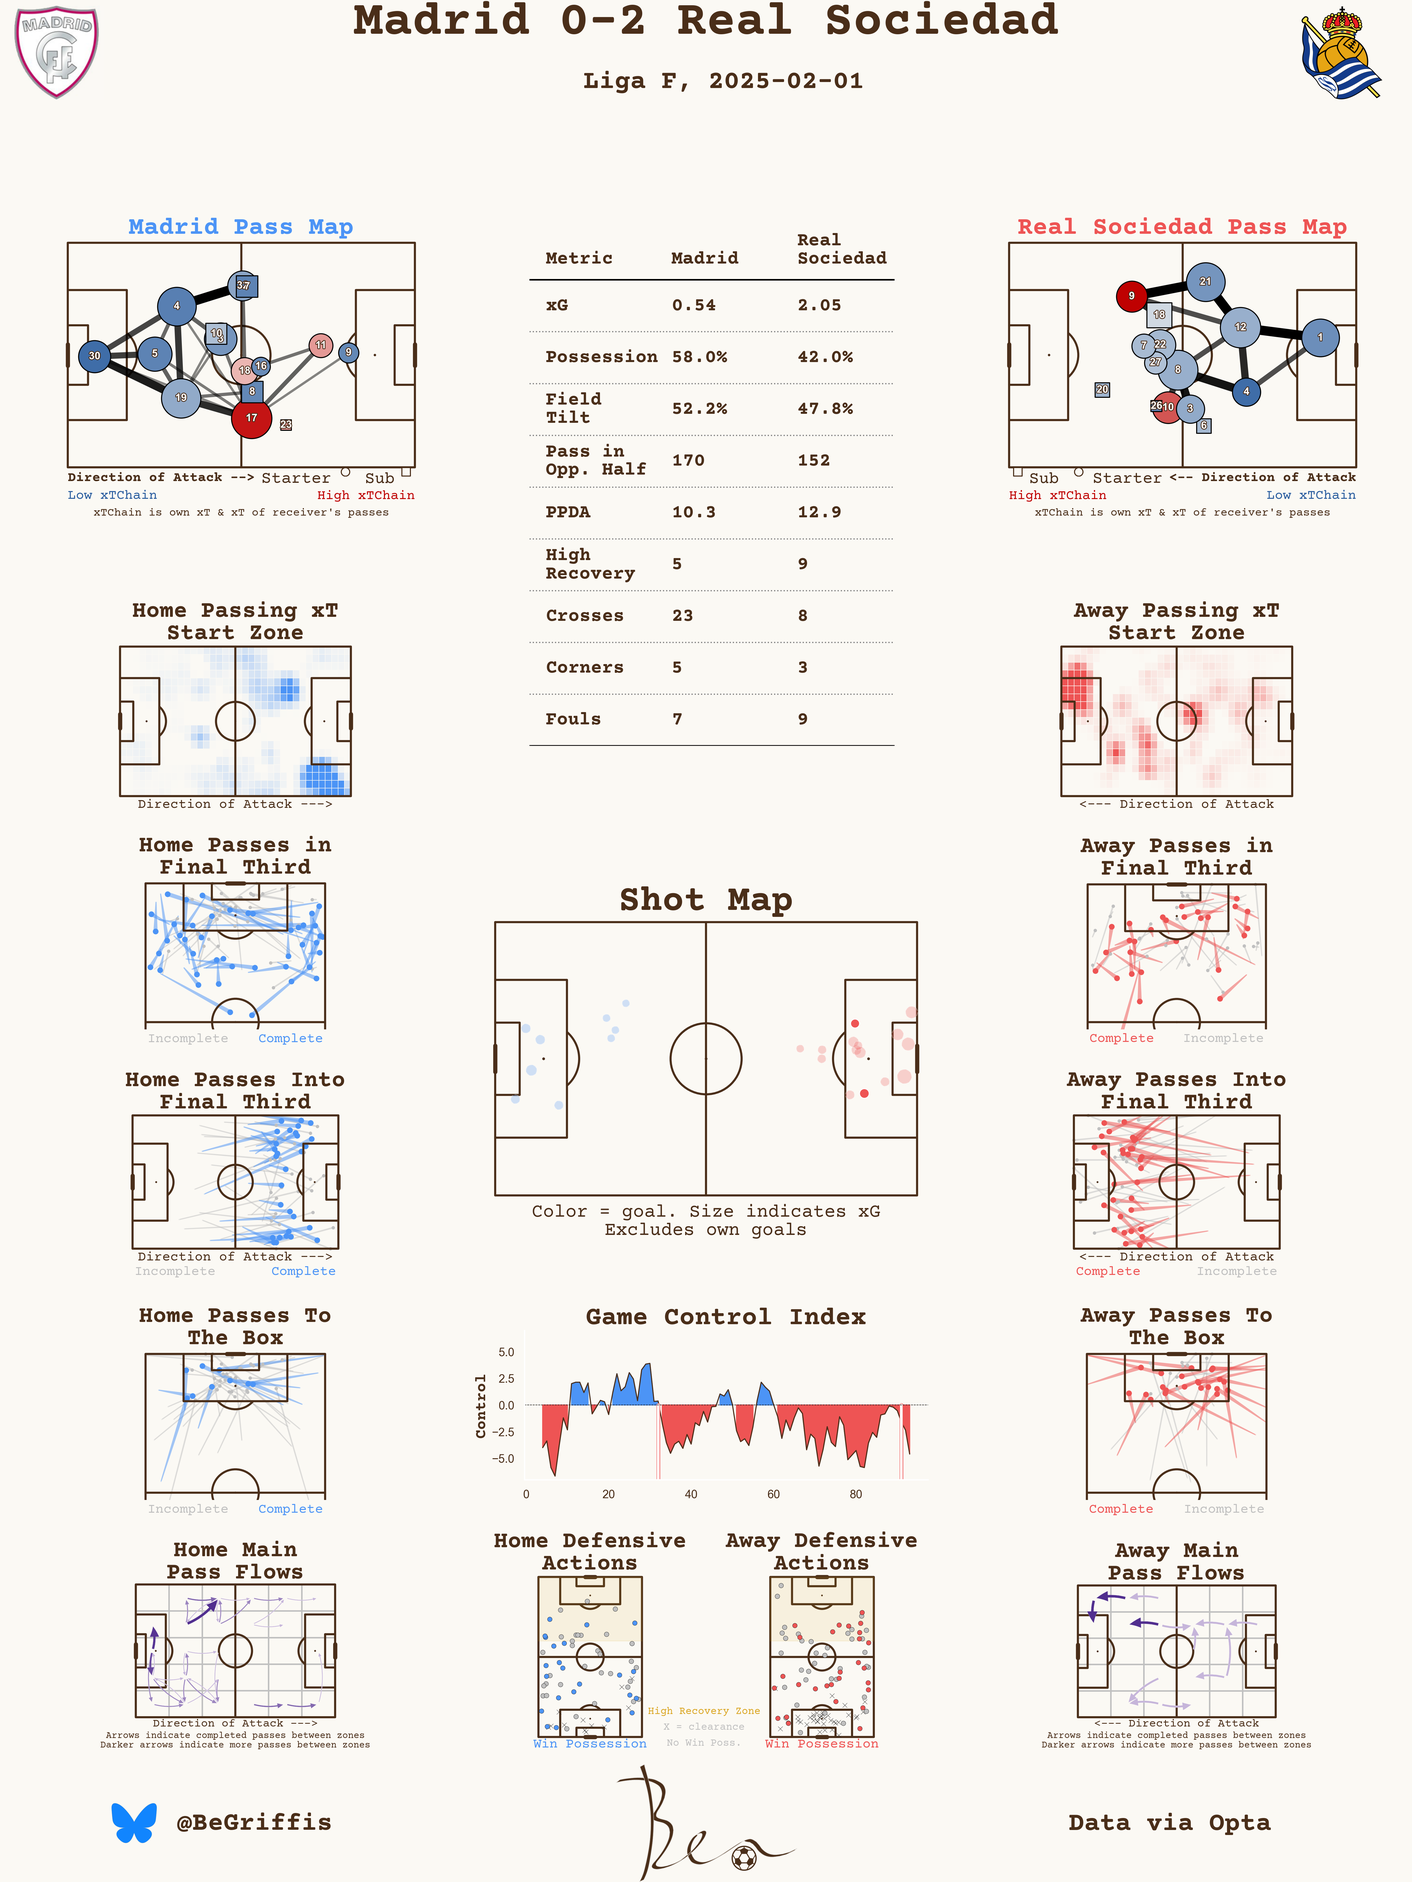 Madrid 0-2 Real Sociedad
Liga F, 2025-02-01
MADRID
Madrid Pass Map
30
4
5
19
37
10
3
18
16
8
17
11
9
23
Direction of Attack --> Starter Sub
Low xTChain High xTChain
xTChain is own xT & xT of receiver's passes
Metric Madrid Real Sociedad
xG 0.54 2.05
Possession 58.0% 42.0%
Field Tilt 52.2% 47.8%
Pass in Opp. Half 170 152
PPDA 10.3 12.9
High Recovery 5 9
Crosses 23 8
Corners 5 3
Fouls 7 9
Real Sociedad Pass Map
9
21
18
12
1
7
22
27
8
4
20
26
10
3
6
Sub Starter <-- Direction of Attack
High xTChain Low xTChain
xTChain is own xT & xT of receiver's passes
Home Passing xT
Start Zone
Direction of Attack --->
Away Passing xT
Start Zone
<--- Direction of Attack
Home Passes in
Final Third
Incomplete Complete
Away Passes in
Final Third
Complete Incomplete
Shot Map
Color = goal. Size indicates xG
Excludes own goals
Home Passes Into
Final Third
Direction of Attack --->
Incomplete Complete
Away Passes Into
Final Third
<--- Direction of Attack
Complete Incomplete
Home Passes To
The Box
Incomplete Complete
Game Control Index
Control
5.0
2.5
0.0
−2.5
−5.0
0 20 40 60 80
Away Passes To
The Box
Complete Incomplete
Home Main
Pass Flows
Direction of Attack --->
Arrows indicate completed passes between zones
Darker arrows indicate more passes between zones
Home Defensive
Actions
Win Possession
Away Defensive
Actions
Win Possession
High Recovery Zone
X = clearance
No Win Poss.
Away Main
Pass Flows
<--- Direction of Attack
Arrows indicate completed passes between zones
Darker arrows indicate more passes between zones
@BeGriffis
Ben
Data via Opta